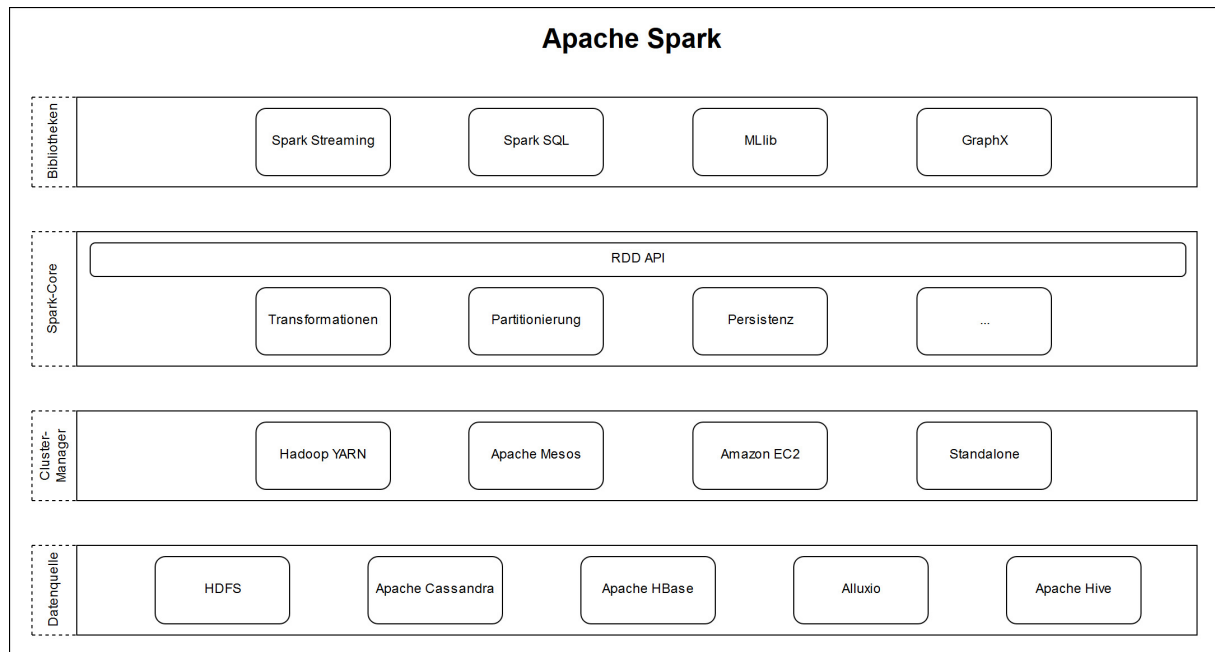 Apache Spark
Bibliotheken
Spark Streaming
Spark SQL
MLlib
GraphX
Spark-Core
RDD API
Transformationen
Partitionierung
Persistenz
...
Cluster-
Manager
Hadoop YARN
Apache Mesos
Amazon EC2
Standalone
Datenquelle
HDFS
Apache Cassandra
Apache HBase
Alluxio
Apache Hive